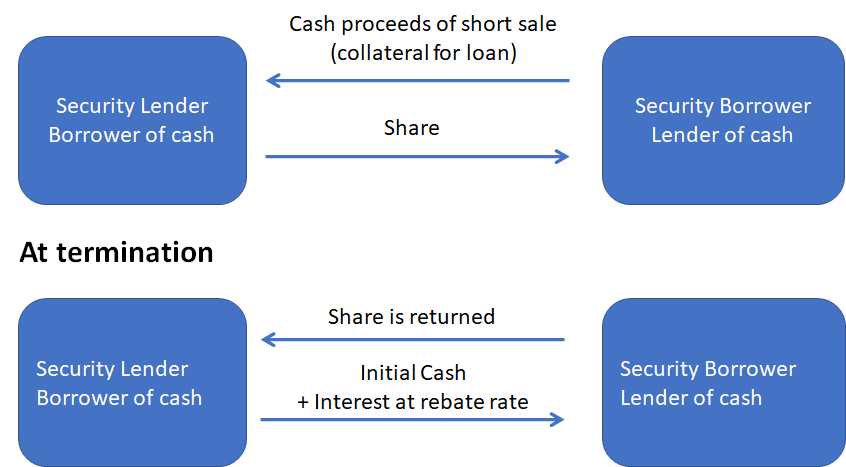 Cash proceeds of short sale
(collateral for loan)
Security Lender
Borrower of cash
Share
Security Borrower
Lender of cash
At termination
Share is returned
Security Lender
Borrower of cash
Initial Cash
+ Interest at rebate rate
Security Borrower
Lender of cash